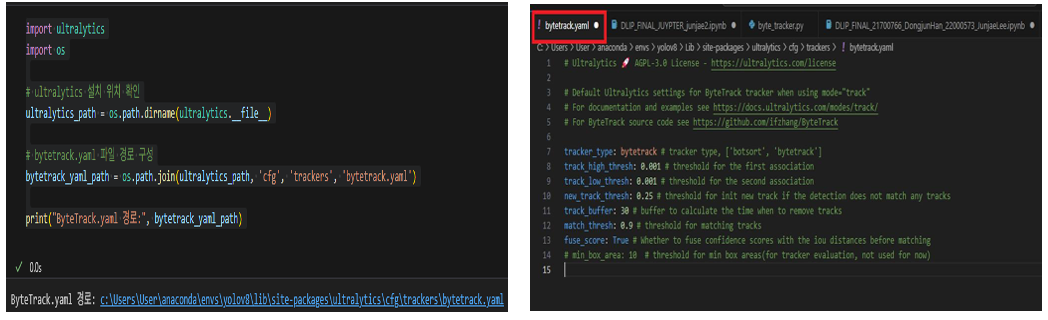 import ultralytics
import os
# ultralytics 설치 위치 확인
ultralytics_path = os.path.dirname(ultralytics.__file__)
# bytetrack.yaml 파일 경로 구성
bytetrack_yaml_path = os.path.join(ultralytics_path, 'cfg', 'trackers', 'bytetrack.yaml')
print("ByteTrack.yaml 경로:", bytetrack_yaml_path)
✓ 0.0s
ByteTrack.yaml 경로: c:\Users\User\anaconda\envs\yolov8\lib\site-packages\ultralytics\cfg\trackers\bytetrack.yaml
! bytetrack.yaml ● DLIP_FINAL_JUYPTER_junjae2.ipynb ● byte_tracker.py DLIP_FINAL_21700766_DongjunHan_22000573_JunjaeLee.ipynb ●
C: > Users > User > anaconda > envs > yolov8 > Lib > site-packages > ultralytics > cfg > trackers > ! bytetrack.yaml
1 # Ultralytics 🚀 AGPL-3.0 License - https://ultralytics.com/license
2
3 # Default Ultralytics settings for ByteTrack tracker when using mode="track"
4 # For documentation and examples see https://docs.ultralytics.com/modes/track/
5 # For ByteTrack source code see https://github.com/ifzhang/ByteTrack
6
7 tracker_type: bytetrack # tracker type, ['botsort', 'bytetrack']
8 track_high_thresh: 0.001 # threshold for the first association
9 track_low_thresh: 0.001 # threshold for the second association
10 new_track_thresh: 0.25 # threshold for init new track if the detection does not match any tracks
11 track_buffer: 30 # buffer to calculate the time when to remove tracks
12 match_thresh: 0.9 # threshold for matching tracks
13 fuse_score: True # Whether to fuse confidence scores with the iou distances before matching
14 # min_box_area: 10 # threshold for min box areas(for tracker evaluation, not used for now)
15